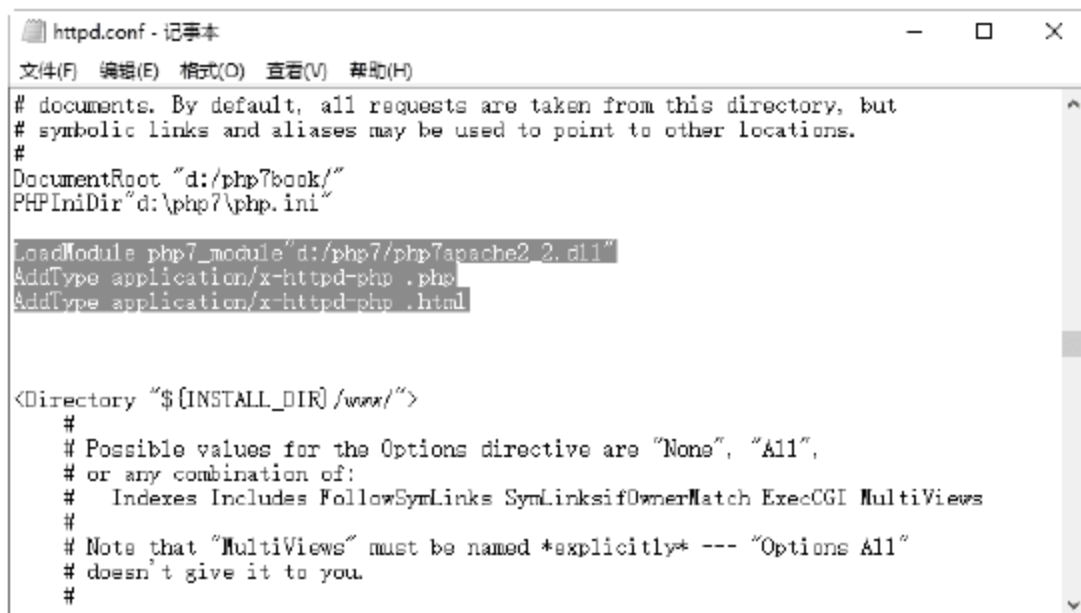 httpd.conf - 记事本
文件(F) 编辑(E) 格式(O) 查看(V) 帮助(H)
# documents. By default, all requests are taken from this directory, but
# symbolic links and aliases may be used to point to other locations.
#
DocumentRoot "d:/php7book/"
PHPIniDir"d:\php7\php.ini"
LoadModule php7_module"d:/php7/php7apache2_2.dll"
AddType application/x-httpd-php .php
AddType application/x-httpd-php .html
<Directory "${INSTALL_DIR}/www/">
#
# Possible values for the Options directive are "None", "All",
# or any combination of:
#   Indexes Includes FollowSymLinks SymLinksifOwnerMatch ExecCGI MultiViews
#
# Note that "MultiViews" must be named *explicitly* --- "Options All"
# doesn't give it to you.
#